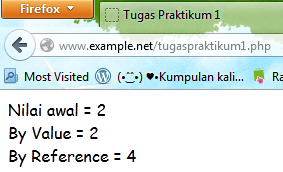 Firefox
Tugas Praktikum 1
www.example.net/tugaspraktikum1.php
Most Visited
(•‿•) ♥•Kumpulan kali...
Ra
Nilai awal = 2
By Value = 2
By Reference = 4